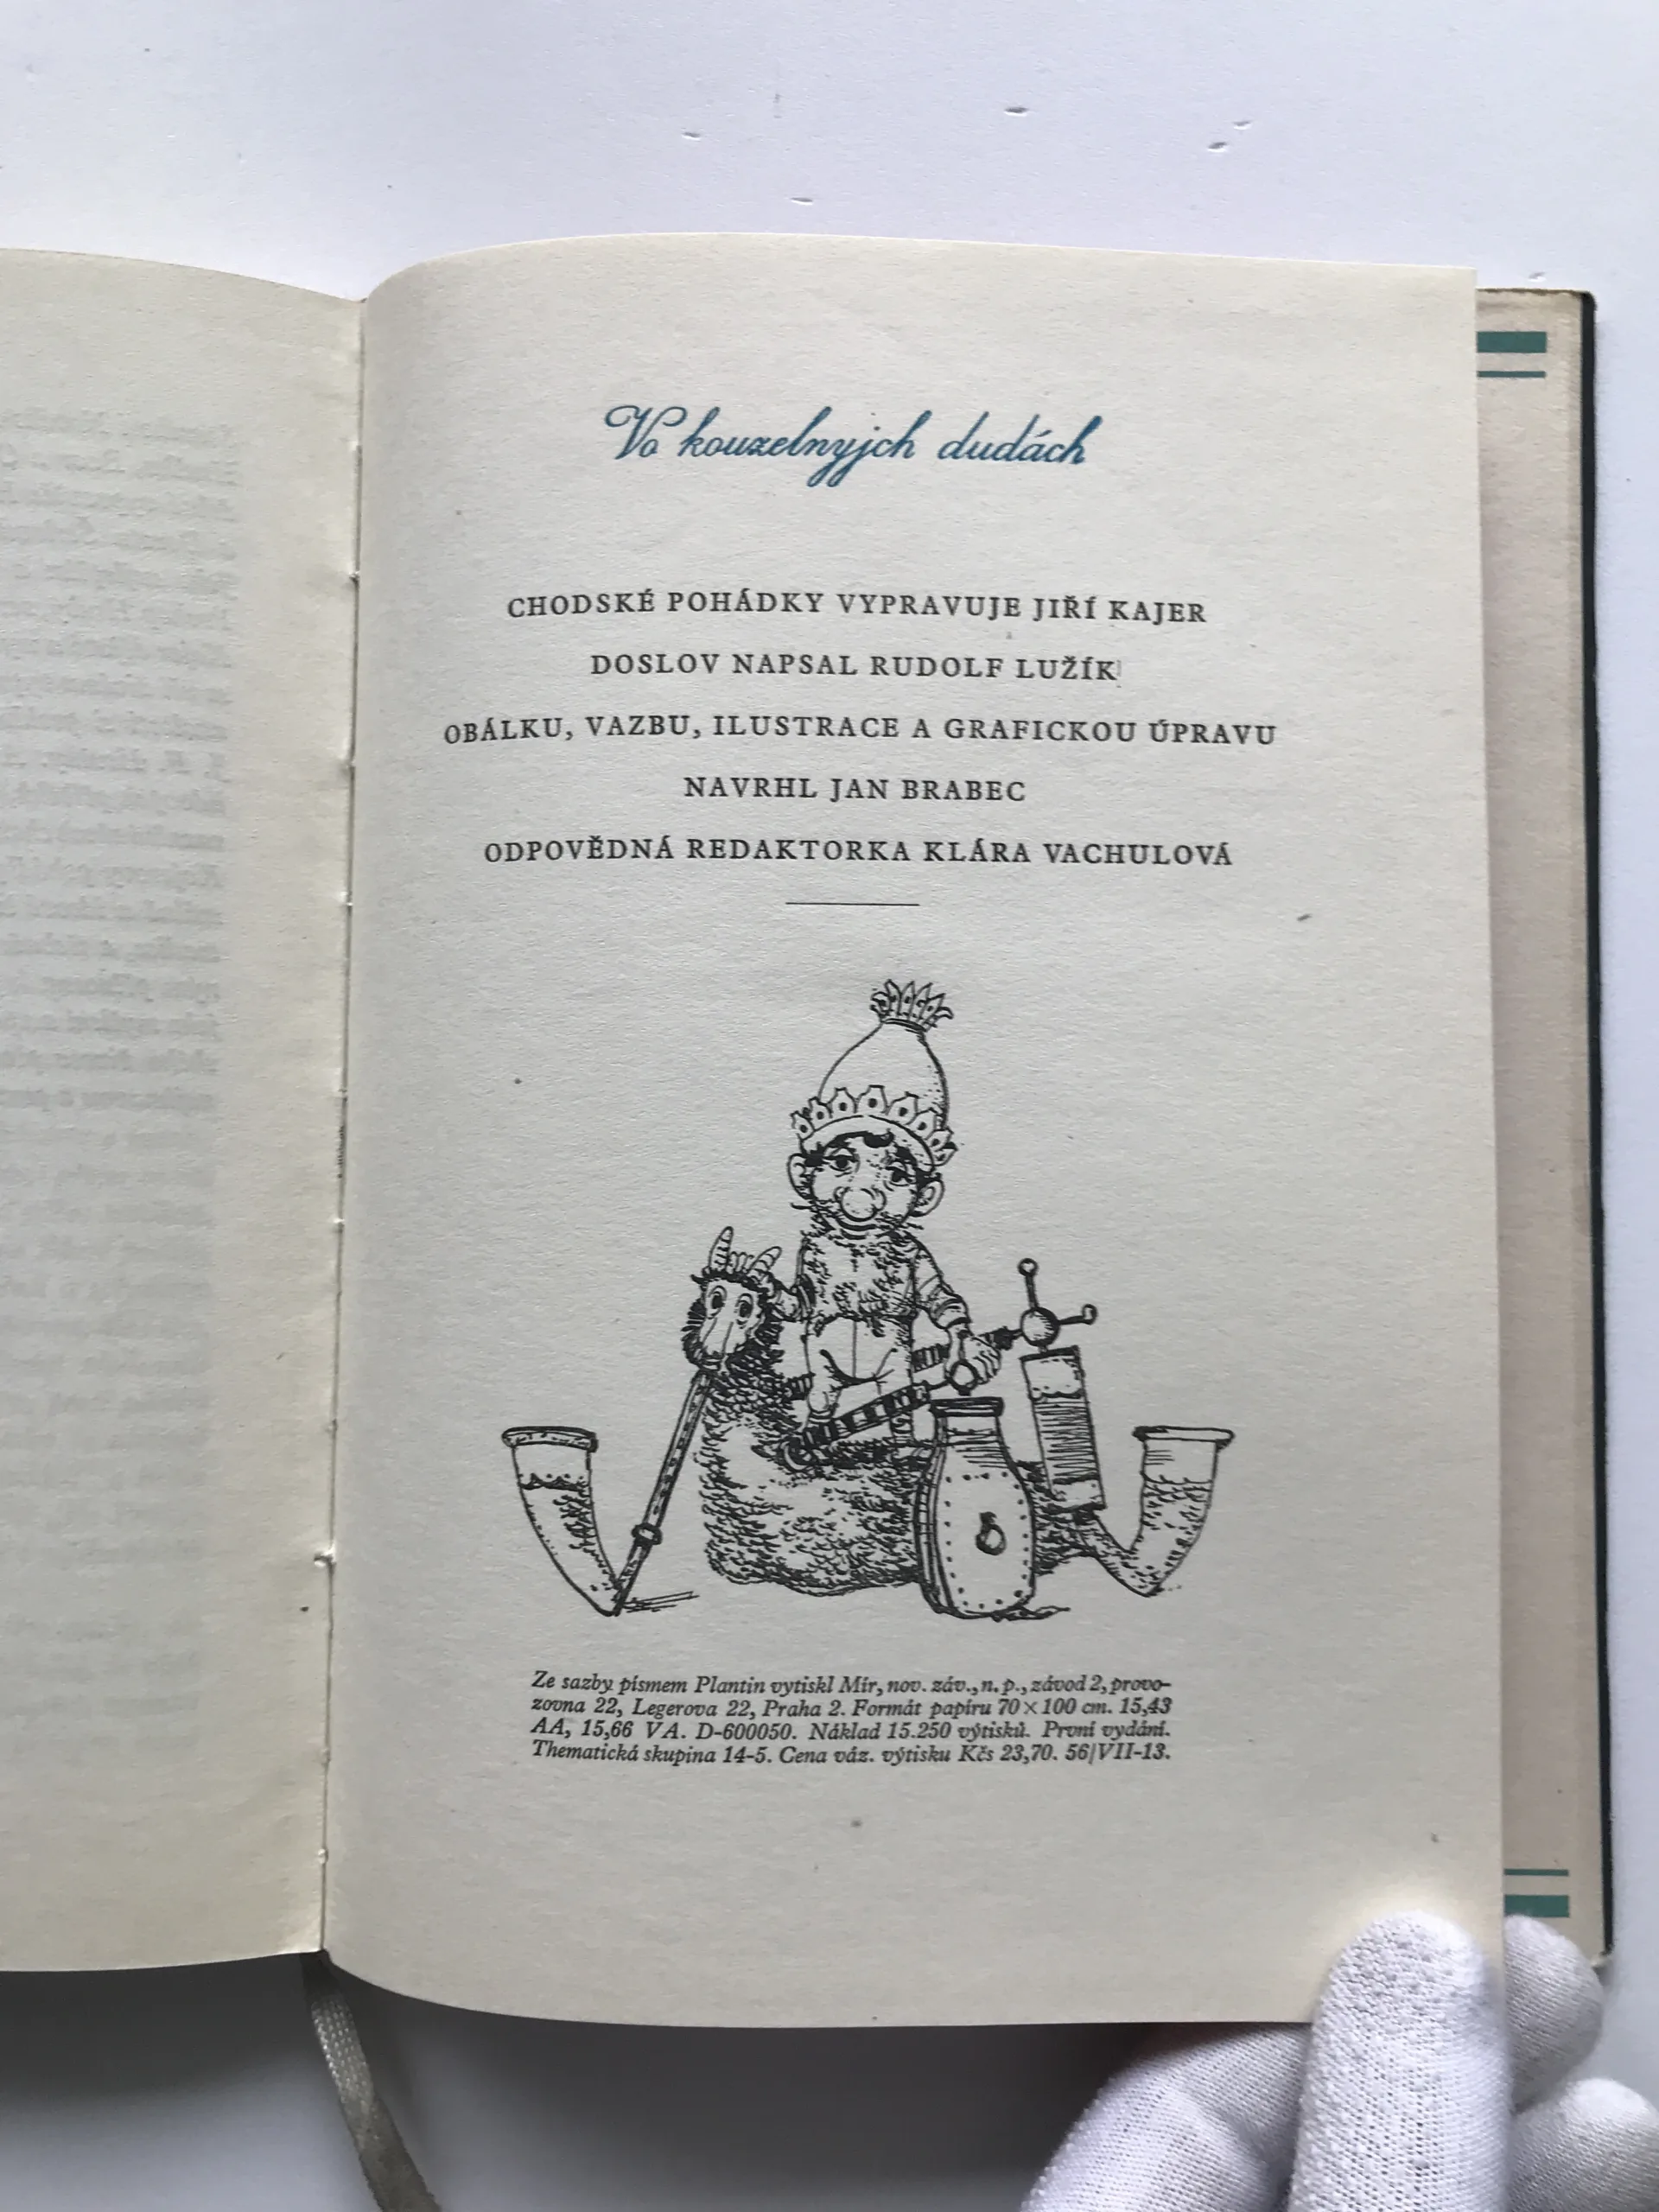 Vo kouzelnyjch dudách
CHODSKÉ POHÁDKY VYPRAVUJE JIŘÍ KAJER
DOSLOV NAPSAL RUDOLF LUŽÍK
OBÁLKU, VAZBU, ILUSTRACE A GRAFICKOU ÚPRAVU
NAVRHL JAN BRABEC
ODPOVĚDNÁ REDAKTORKA KLÁRA VACHULOVÁ
Ze sazby písmem Plantin vytiskl Mír, nov. záv., n. p., závod 2, provo-
zovna 22, Legerova 22, Praha 2. Formát papíru 70×100 cm. 15,43
AA, 15,66 VA. D-600050. Náklad 15.250 výtisků. První vydání.
Thematická skupina 14-5. Cena váz. výtisku Kčs 23,70. 56/VII-13.